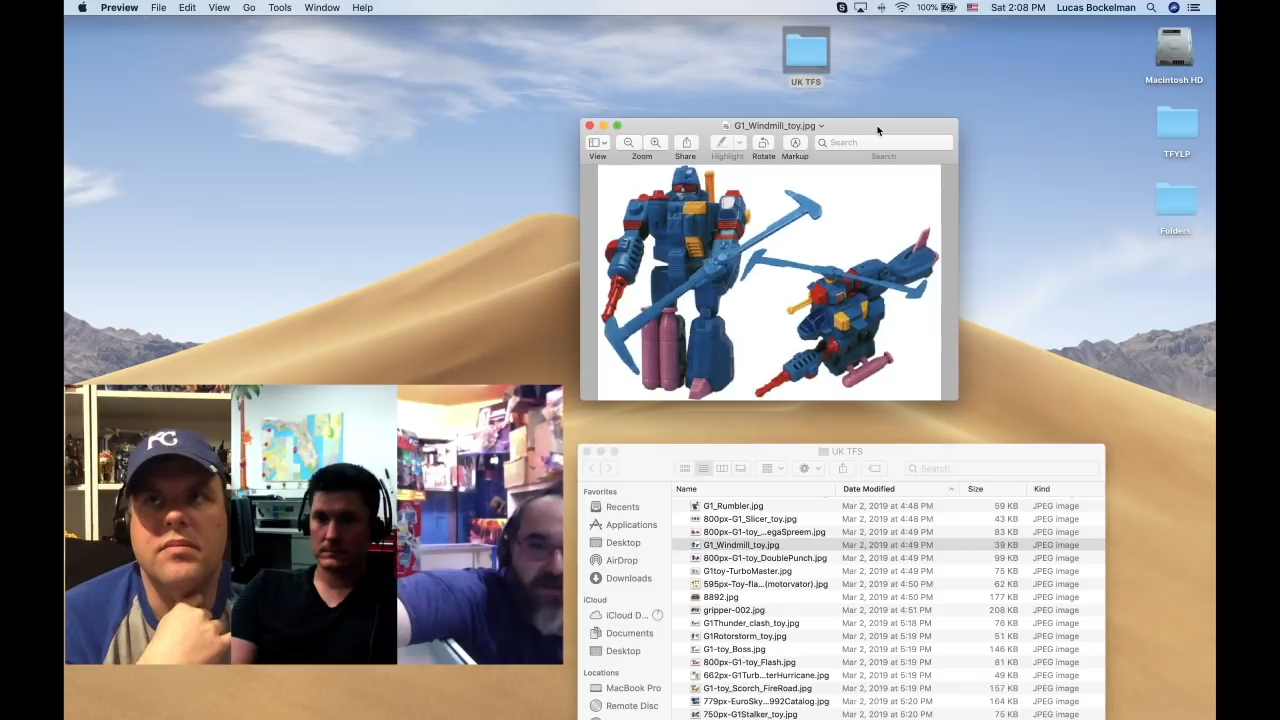 Preview File Edit View Go Tools Window Help 100% Sat 2:08 PM Lucas Bockelman
UK TFS
Macintosh HD
TFYLP
Folders
G1_Windmill_toy.jpg
Search
View Zoom Share Highlight Rotate Markup Search
KC
UK TFS
Search
Favorites
Recents
Applications
Desktop
AirDrop
Downloads
iCloud
iCloud D...
Documents
Desktop
Locations
MacBook Pro
Remote Disc
Name Date Modified Size Kind
G1_Rumbler.jpg Mar 2, 2019 at 4:48 PM 59 KB JPEG image
800px-G1_Slicer_toy.jpg Mar 2, 2019 at 4:48 PM 43 KB JPEG image
800px-G1-toy_...egaSpreem.jpg Mar 2, 2019 at 4:49 PM 83 KB JPEG image
G1_Windmill_toy.jpg Mar 2, 2019 at 4:49 PM 39 KB JPEG image
800px-G1-toy_DoublePunch.jpg Mar 2, 2019 at 4:49 PM 99 KB JPEG image
G1toy-TurboMaster.jpg Mar 2, 2019 at 4:49 PM 75 KB JPEG image
595px-Toy-fla...(motorvator).jpg Mar 2, 2019 at 4:50 PM 62 KB JPEG image
8892.jpg Mar 2, 2019 at 4:50 PM 177 KB JPEG image
gripper-002.jpg Mar 2, 2019 at 4:51 PM 208 KB JPEG image
G1Thunder_clash_toy.jpg Mar 2, 2019 at 5:18 PM 76 KB JPEG image
G1Rotorstorm_toy.jpg Mar 2, 2019 at 5:19 PM 51 KB JPEG image
G1-toy_Boss.jpg Mar 2, 2019 at 5:19 PM 146 KB JPEG image
800px-G1-toy_Flash.jpg Mar 2, 2019 at 5:19 PM 81 KB JPEG image
662px-G1Turb...terHurricane.jpg Mar 2, 2019 at 5:19 PM 49 KB JPEG image
G1-toy_Scorch_FireRoad.jpg Mar 2, 2019 at 5:19 PM 157 KB JPEG image
779px-EuroSky...992Catalog.jpg Mar 2, 2019 at 5:20 PM 164 KB JPEG image
750px-G1Stalker_toy.jpg Mar 2, 2019 at 5:20 PM 75 KB JPEG image